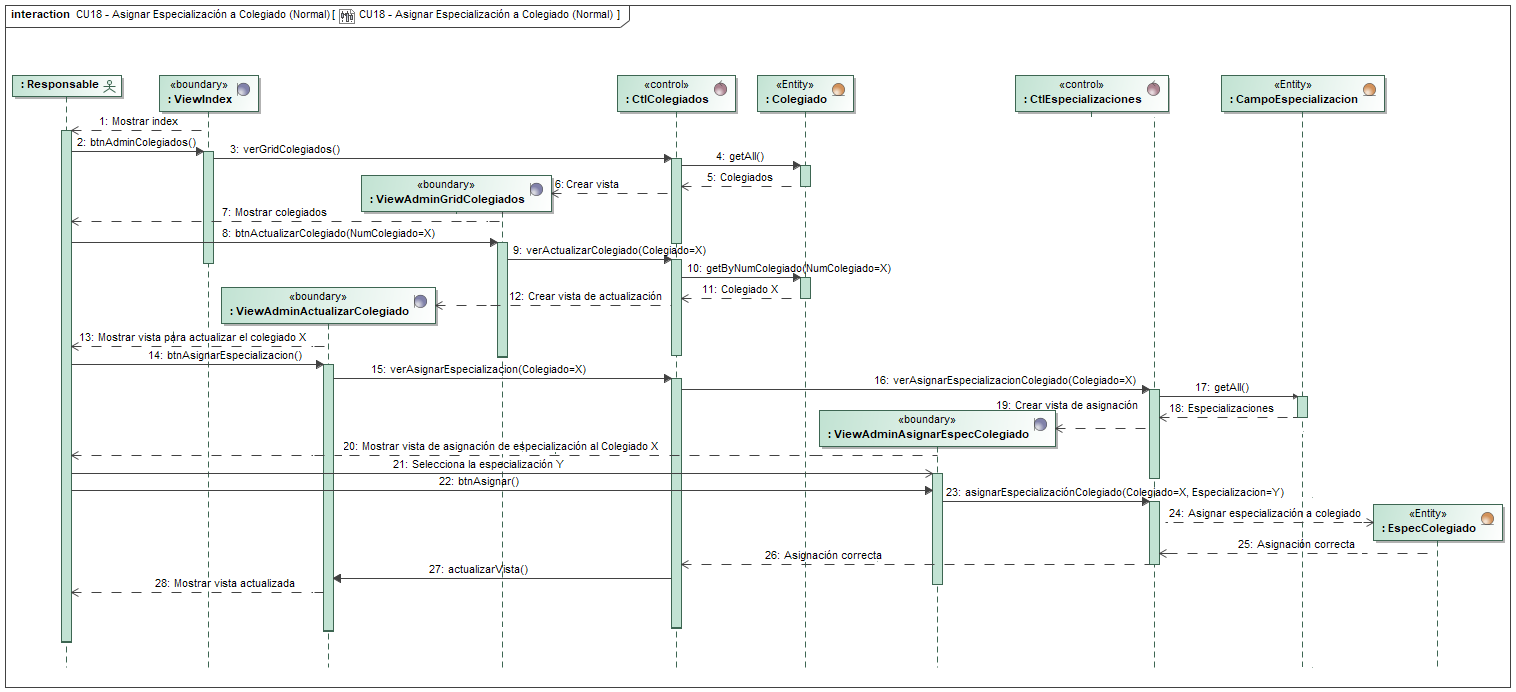 interaction CU18 - Asignar Especialización a Colegiado (Normal) [ CU18 - Asignar Especialización a Colegiado (Normal) ]
: Responsable
«boundary»
: ViewIndex
«control»
: CtlColegiados
«Entity»
: Colegiado
«control»
: CtlEspecializaciones
«Entity»
: CampoEspecializacion
1: Mostrar index
2: btnAdminColegiados()
3: verGridColegiados()
4: getAll()
5: Colegiados
6: Crear vista
«boundary»
: ViewAdminGridColegiados
7: Mostrar colegiados
8: btnActualizarColegiado(NumColegiado=X)
9: verActualizarColegiado(Colegiado=X)
10: getByNumColegiado(NumColegiado=X)
11: Colegiado X
12: Crear vista de actualización
«boundary»
: ViewAdminActualizarColegiado
13: Mostrar vista para actualizar el colegiado X
14: btnAsignarEspecializacion()
15: verAsignarEspecializacion(Colegiado=X)
16: verAsignarEspecializacionColegiado(Colegiado=X)
17: getAll()
18: Especializaciones
19: Crear vista de asignación
«boundary»
: ViewAdminAsignarEspecColegiado
20: Mostrar vista de asignación de especialización al Colegiado X
21: Selecciona la especialización Y
22: btnAsignar()
23: asignarEspecializaciónColegiado(Colegiado=X, Especializacion=Y)
24: Asignar especialización a colegiado
«Entity»
: EspecColegiado
25: Asignación correcta
26: Asignación correcta
27: actualizarVista()
28: Mostrar vista actualizada